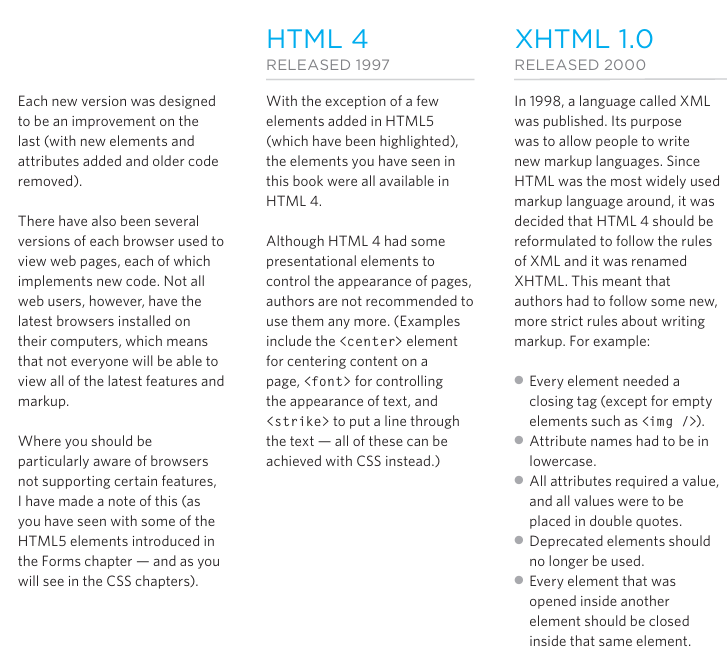 Each new version was designed
to be an improvement on the
last (with new elements and
attributes added and older code
removed).
There have also been several
versions of each browser used to
view web pages, each of which
implements new code. Not all
web users, however, have the
latest browsers installed on
their computers, which means
that not everyone will be able to
view all of the latest features and
markup.
Where you should be
particularly aware of browsers
not supporting certain features,
I have made a note of this (as
you have seen with some of the
HTML5 elements introduced in
the Forms chapter — and as you
will see in the CSS chapters).
HTML 4
RELEASED 1997
With the exception of a few
elements added in HTML5
(which have been highlighted),
the elements you have seen in
this book were all available in
HTML 4.
Although HTML 4 had some
presentational elements to
control the appearance of pages,
authors are not recommended to
use them any more. (Examples
include the <center> element
for centering content on a
page, <font> for controlling
the appearance of text, and
<strike> to put a line through
the text — all of these can be
achieved with CSS instead.)
XHTML 1.0
RELEASED 2000
In 1998, a language called XML
was published. Its purpose
was to allow people to write
new markup languages. Since
HTML was the most widely used
markup language around, it was
decided that HTML 4 should be
reformulated to follow the rules
of XML and it was renamed
XHTML. This meant that
authors had to follow some new,
more strict rules about writing
markup. For example:
● Every element needed a
closing tag (except for empty
elements such as <img />).
● Attribute names had to be in
lowercase.
● All attributes required a value,
and all values were to be
placed in double quotes.
● Deprecated elements should
no longer be used.
● Every element that was
opened inside another
element should be closed
inside that same element.